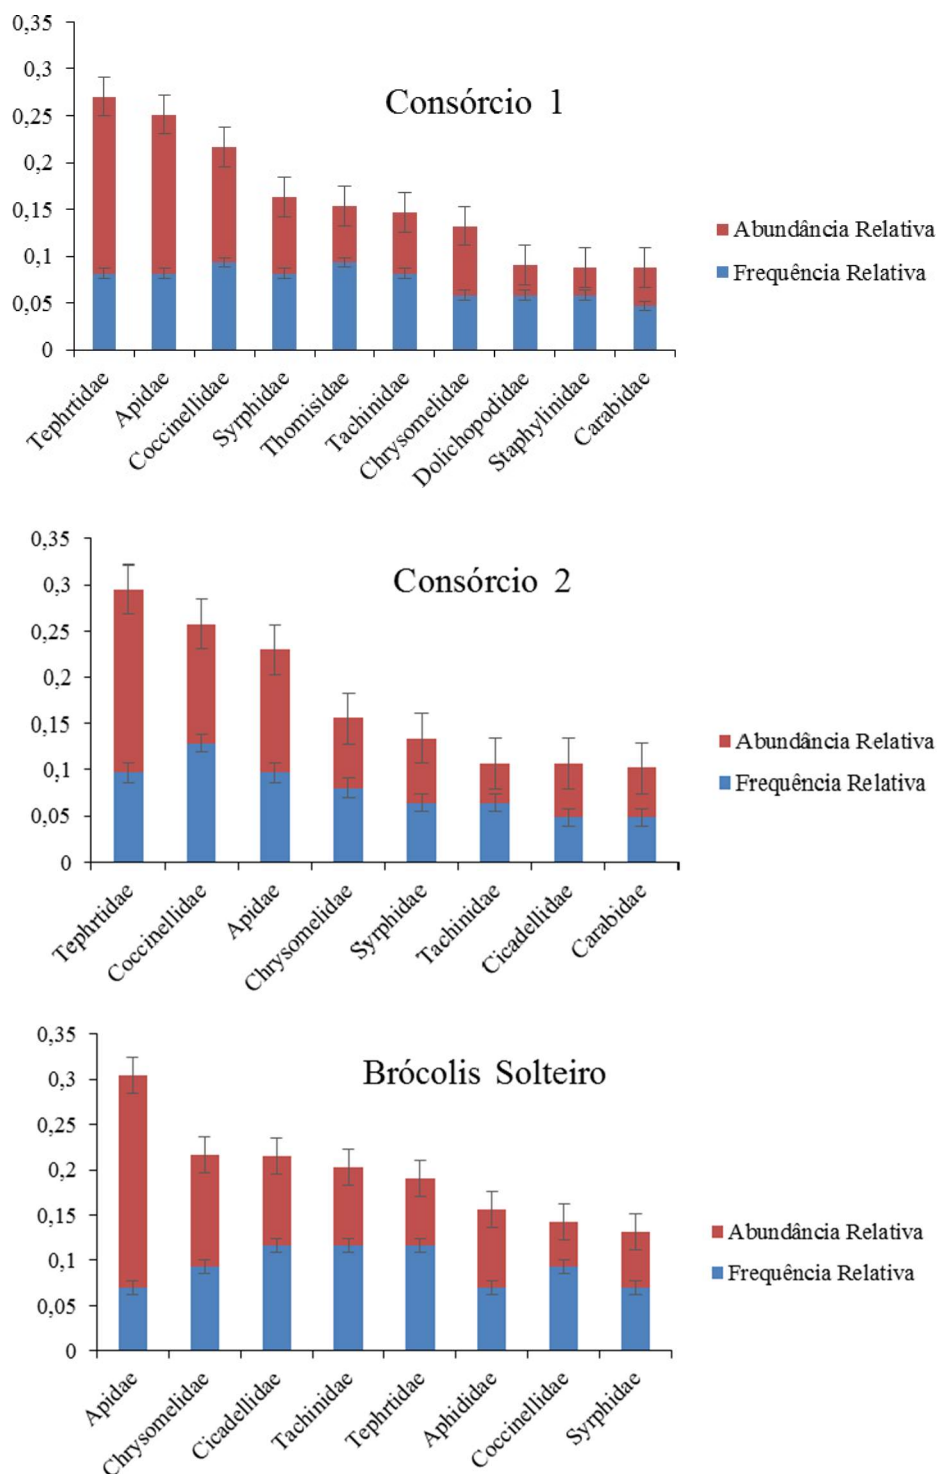 0,35
0,3
0,25
0,2
0,15
0,1
0,05
0
Consórcio 1
Abundância Relativa
Frequência Relativa
Tephrtidae
Apidae
Coccinellidae
Syrphidae
Thomisidae
Tachinidae
Chrysomelidae
Dolichopodidae
Staphylinidae
Carabidae
0,35
0,3
0,25
0,2
0,15
0,1
0,05
0
Consórcio 2
Abundância Relativa
Frequência Relativa
Tephrtidae
Coccinellidae
Apidae
Chrysomelidae
Syrphidae
Tachinidae
Cicadellidae
Carabidae
0,35
0,3
0,25
0,2
0,15
0,1
0,05
0
Brócolis Solteiro
Abundância Relativa
Frequência Relativa
Apidae
Chrysomelidae
Cicadellidae
Tachinidae
Tephrtidae
Aphididae
Coccinellidae
Syrphidae